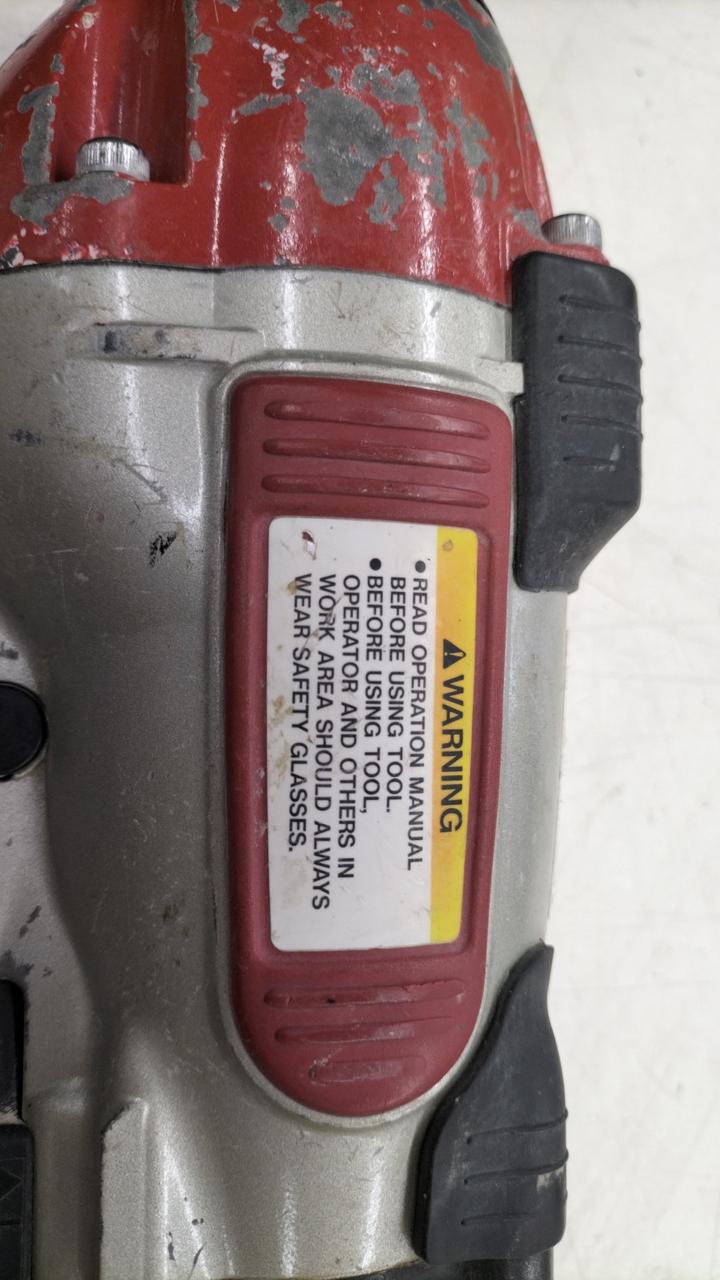 ⚠ WARNING
● READ OPERATION MANUAL
BEFORE USING TOOL.
● BEFORE USING TOOL,
OPERATOR AND OTHERS IN
WORK AREA SHOULD ALWAYS
WEAR SAFETY GLASSES.